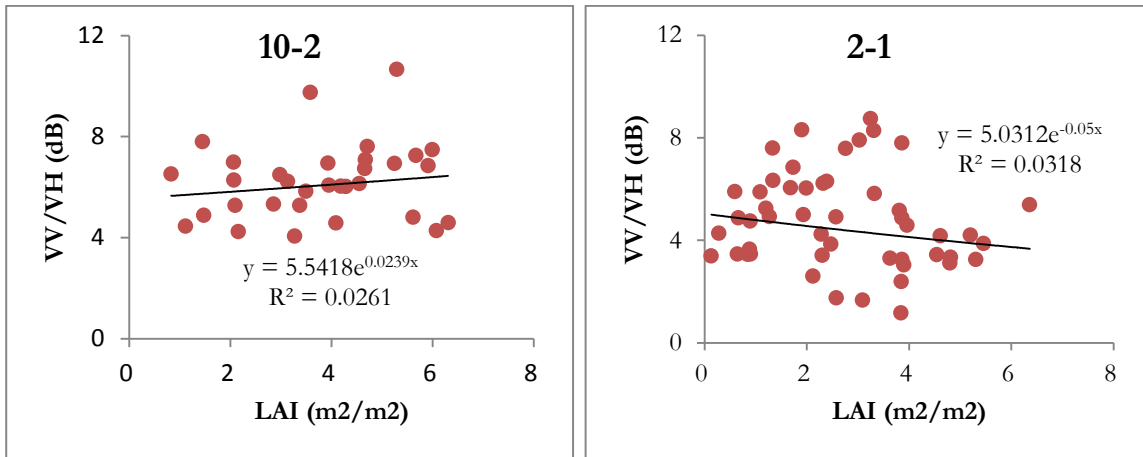 10-2
VV/VH (dB)
12
8
4
0
y = 5.5418e^0.0239x
R² = 0.0261
0 2 4 6 8
LAI (m2/m2)
2-1
VV/VH (dB)
12
8
4
0
y = 5.0312e^-0.05x
R² = 0.0318
0 2 4 6 8
LAI (m2/m2)